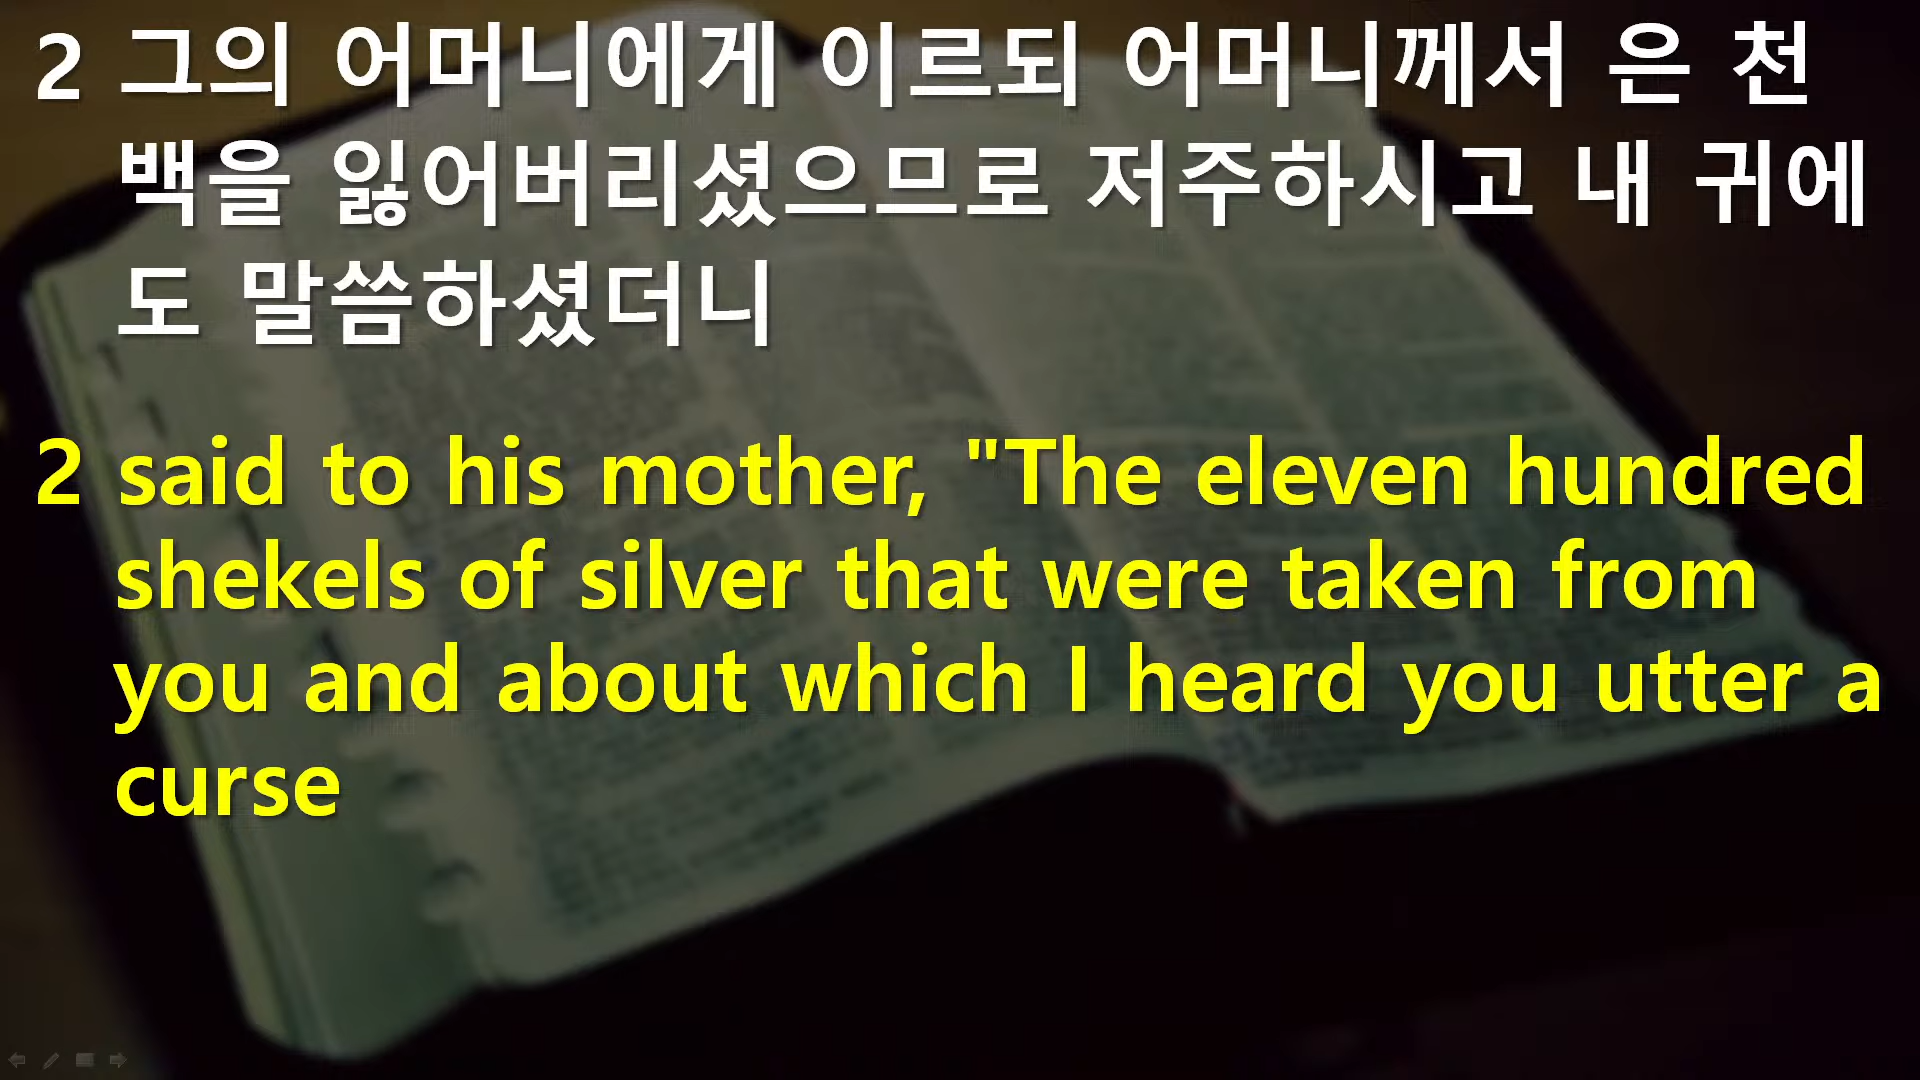 2 그의 어머니에게 이르되 어머니께서 은 천
백을 잃어버리셨으므로 저주하시고 내 귀에
도 말씀하셨더니
2 said to his mother, "The eleven hundred
shekels of silver that were taken from
you and about which I heard you utter a
curse